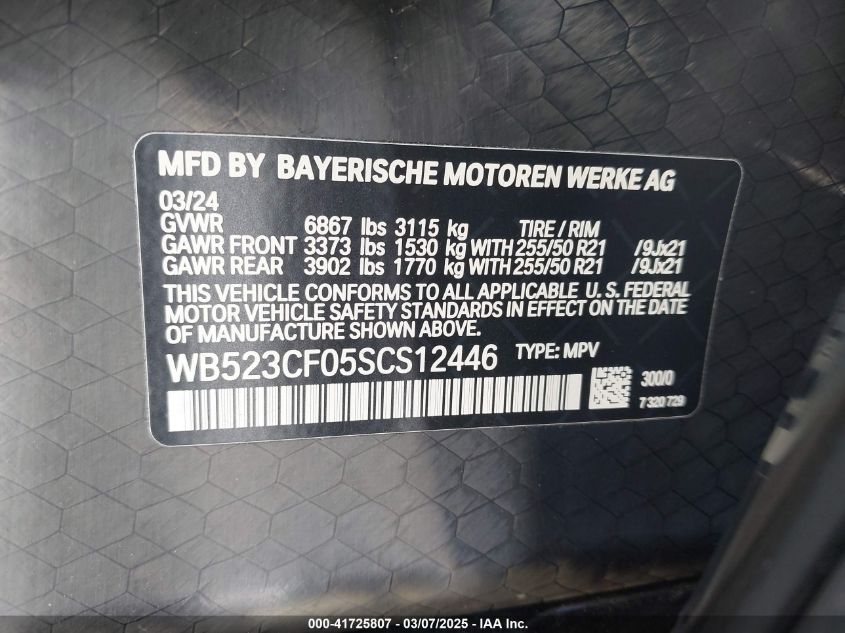 MFD BY BAYERISCHE MOTOREN WERKE AG
03/24
GVWR 6867 lbs 3115 kg TIRE / RIM
GAWR FRONT 3373 lbs 1530 kg WITH 255/50 R21 /9Jx21
GAWR REAR 3902 lbs 1770 kg WITH 255/50 R21 /9Jx21
THIS VEHICLE CONFORMS TO ALL APPLICABLE U. S. FEDERAL
MOTOR VEHICLE SAFETY STANDARDS IN EFFECT ON THE DATE
OF MANUFACTURE SHOWN ABOVE.
WB523CF05SCS12446 TYPE: MPV
300/0
7 320 729
000-41725807 - 03/07/2025 - IAA Inc.